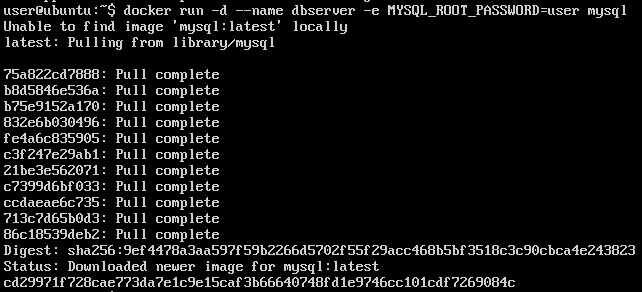 user@ubuntu:~$ docker run -d --name dbserver -e MYSQL_ROOT_PASSWORD=user mysql
Unable to find image 'mysql:latest' locally
latest: Pulling from library/mysql
75a822cd7888: Pull complete
b8d5846e536a: Pull complete
b75e9152a170: Pull complete
832e6b030496: Pull complete
fe4a6c835905: Pull complete
c3f247e29ab1: Pull complete
21be3e562071: Pull complete
c7399d6bf033: Pull complete
ccdaeae6c735: Pull complete
713c7d65b0d3: Pull complete
86c18539deb2: Pull complete
Digest: sha256:9ef4478a3aa597f59b2266d5702f55f29acc468b5bf3518c3c90cbca4e243823
Status: Downloaded newer image for mysql:latest
cd29971f728cae773da7e1c9e15caf3b66640748fd1e9746cc101cdf7269084c